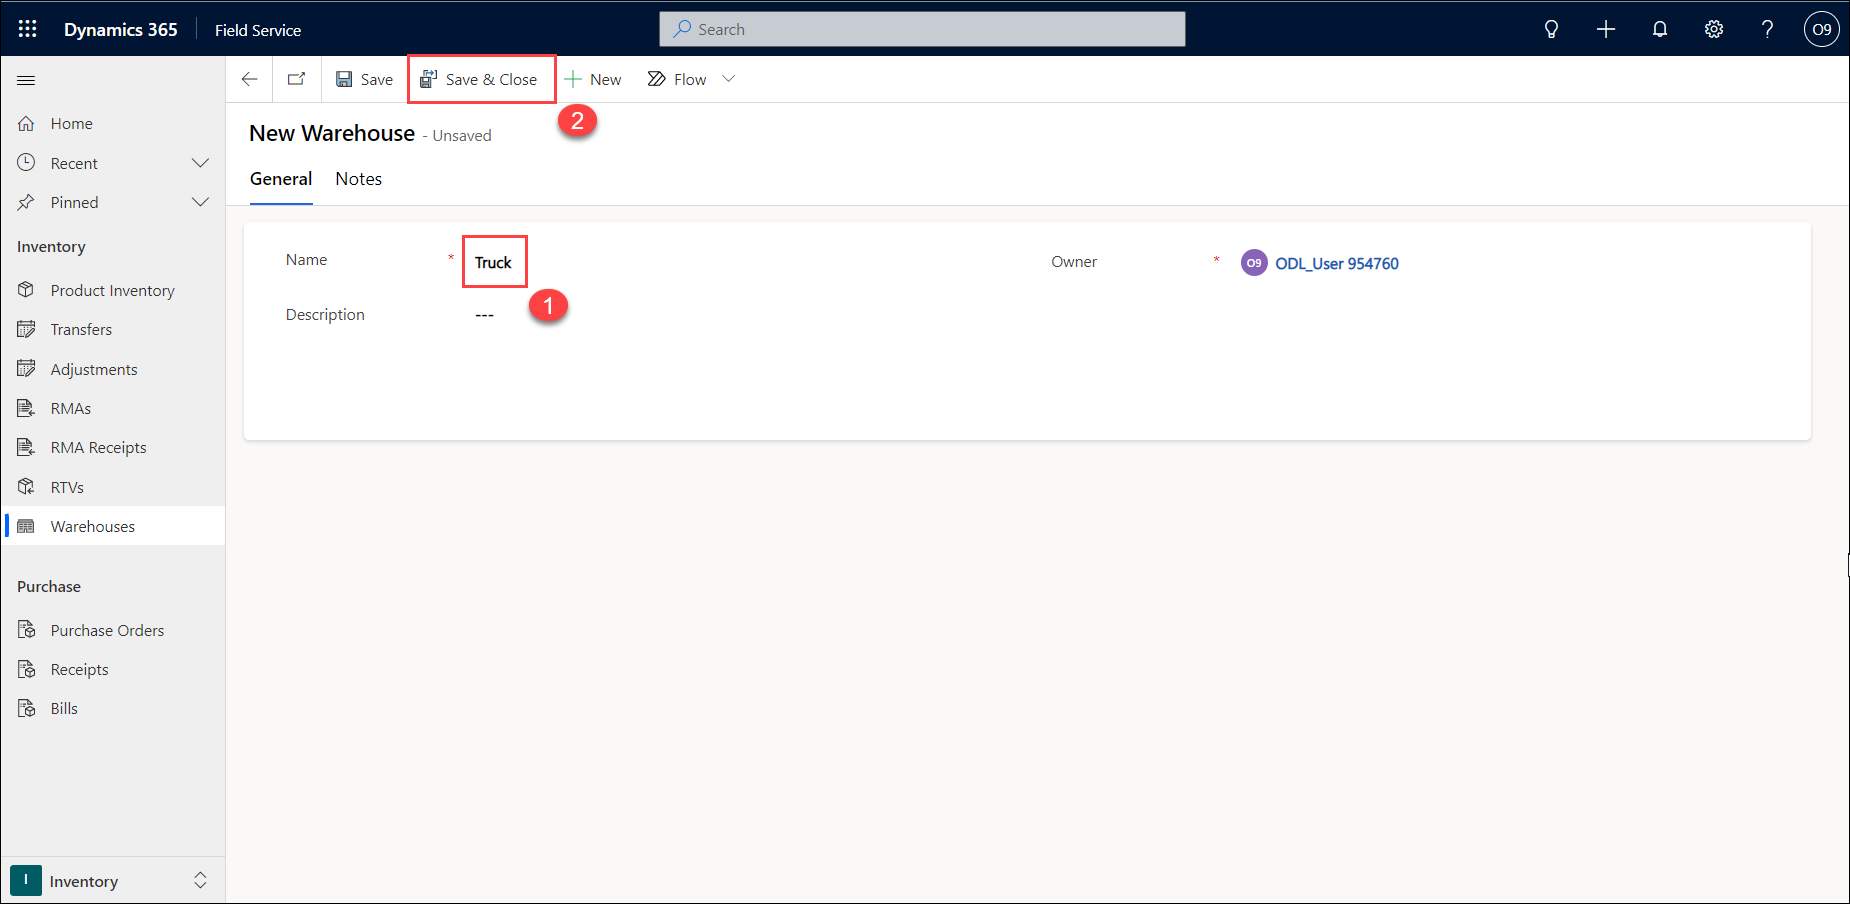 Dynamics 365 Field Service
Search
O9
Save
Save & Close
New
Flow
2
New Warehouse - Unsaved
General
Notes
Home
Recent
Pinned
Inventory
Product Inventory
Transfers
Adjustments
RMAs
RMA Receipts
RTVs
Warehouses
Purchase
Purchase Orders
Receipts
Bills
I Inventory
Name * Truck
1
Description ---
Owner * O9 ODL_User 954760